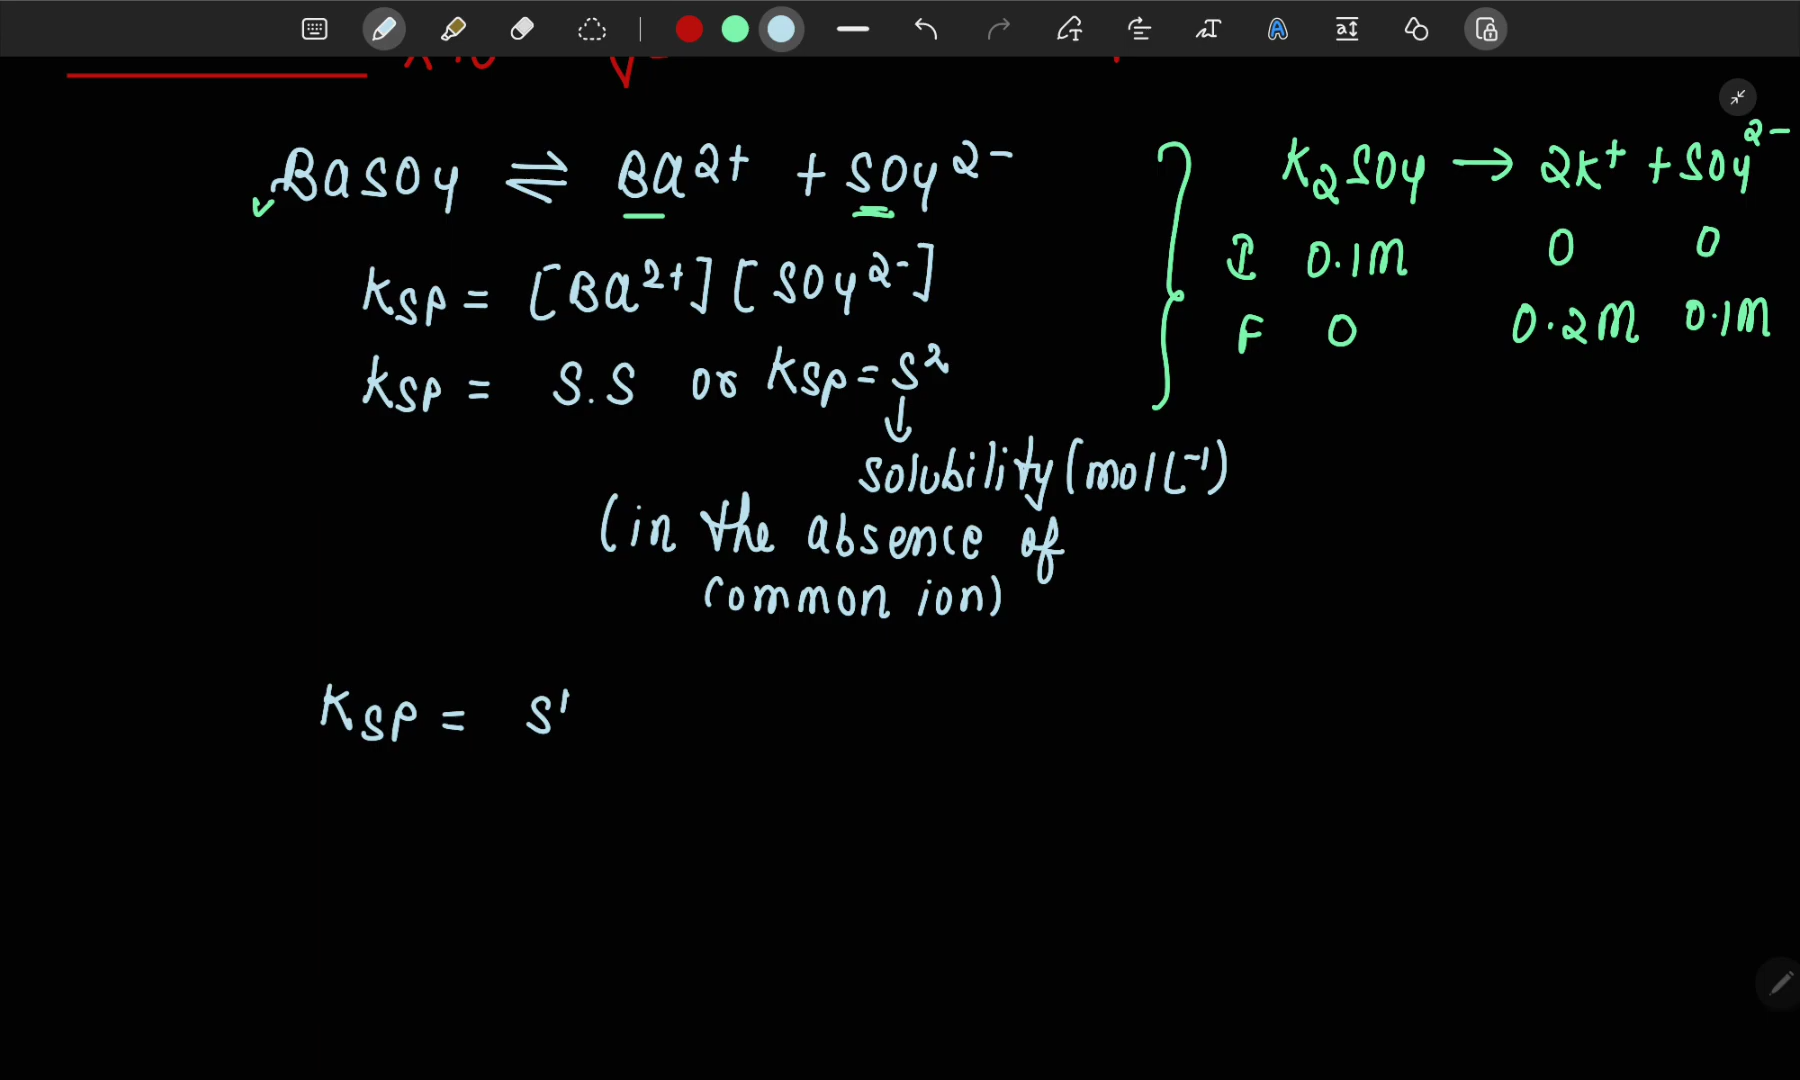 BaSO4 ⇌ Ba2+ + SO4 2-
Ksp = [Ba2+] [SO4 2-]
Ksp = S.S or Ksp = S2
↓
solubility (mol L-1)
(in the absence of
common ion)
Ksp = S'
K2SO4 → 2K+ + SO4 2-
I 0.1M 0 0
F 0 0.2M 0.1M